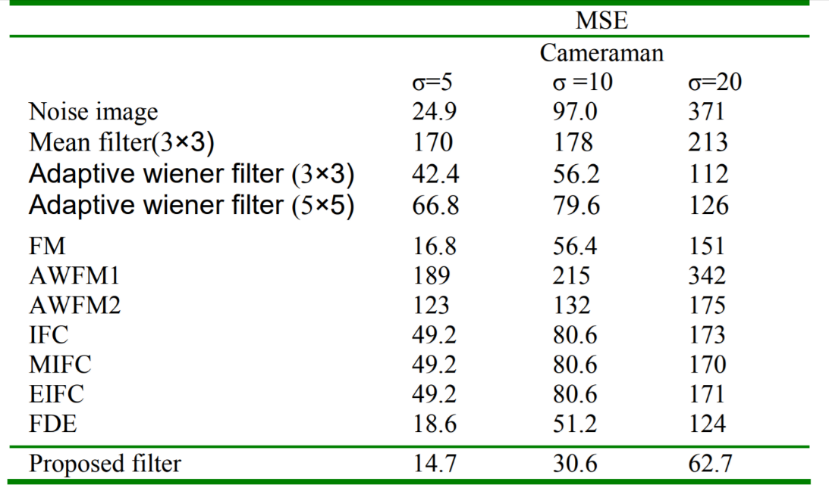 MSE
Cameraman
σ=5 σ =10 σ=20
Noise image 24.9 97.0 371
Mean filter(3×3) 170 178 213
Adaptive wiener filter (3×3) 42.4 56.2 112
Adaptive wiener filter (5×5) 66.8 79.6 126
FM 16.8 56.4 151
AWFM1 189 215 342
AWFM2 123 132 175
IFC 49.2 80.6 173
MIFC 49.2 80.6 170
EIFC 49.2 80.6 171
FDE 18.6 51.2 124
Proposed filter 14.7 30.6 62.7